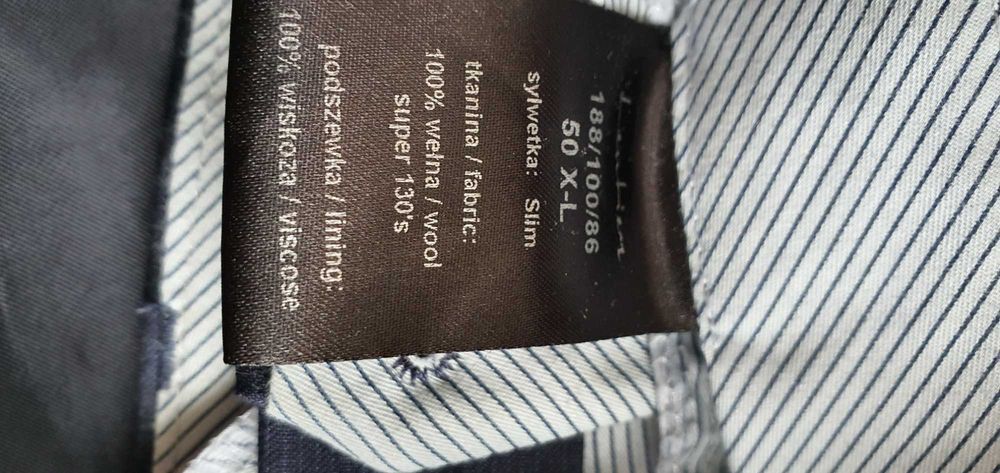 188/100/86
50 X-L
sylwetka: Slim
tkanina / fabric:
100% wełna / wool
super 130's
podszewka / lining:
100% wiskoza / viscose